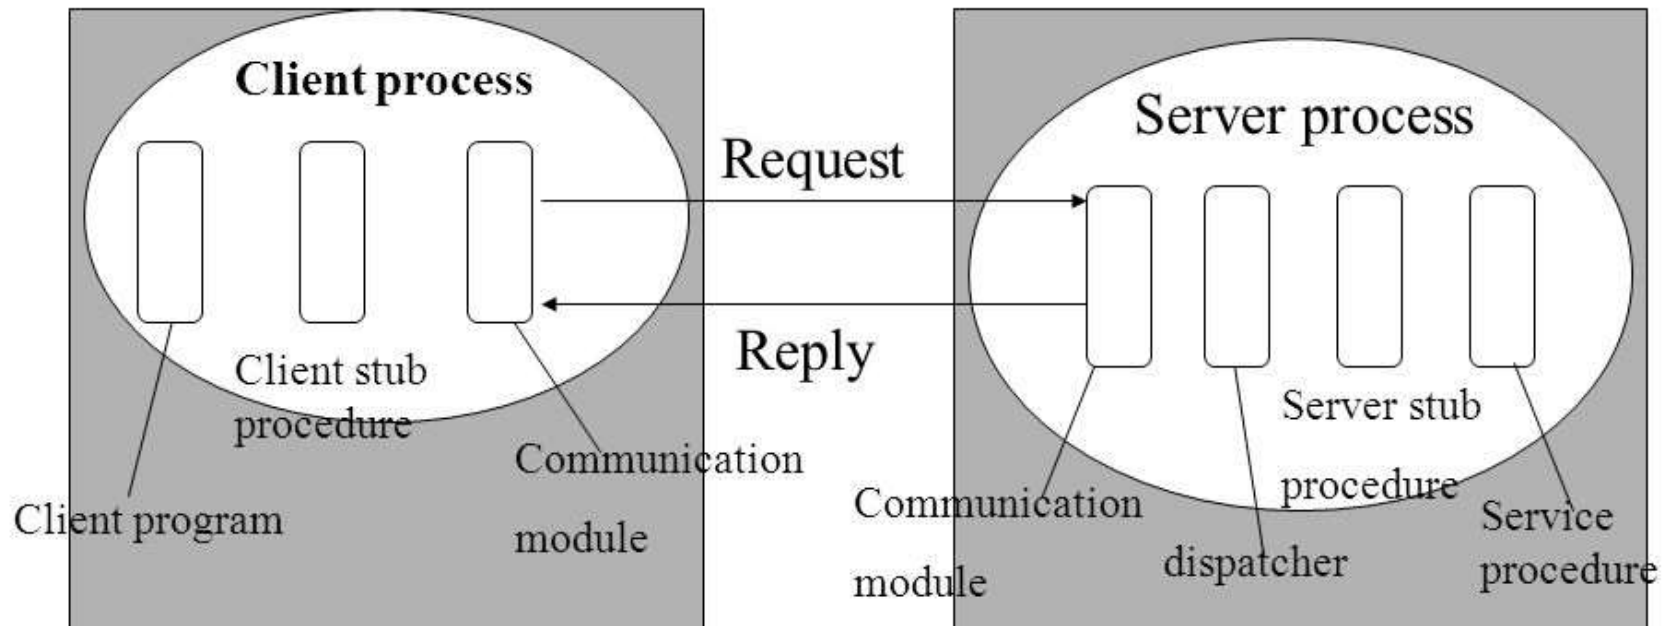 Client process
Server process
Request
Reply
Client stub
procedure
Communication
module
Client program
Server stub
procedure
Communication
module
dispatcher
Service
procedure